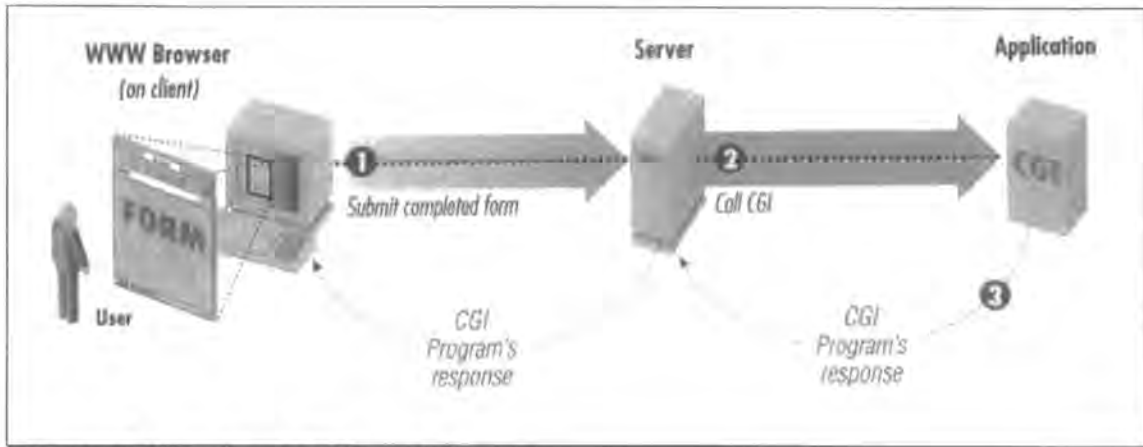 WWW Browser
(on client)
Server
Application
FORM
User
1
Submit completed form
2
Call CGI
CGI
3
CGI
Program's
response
CGI
Program's
response